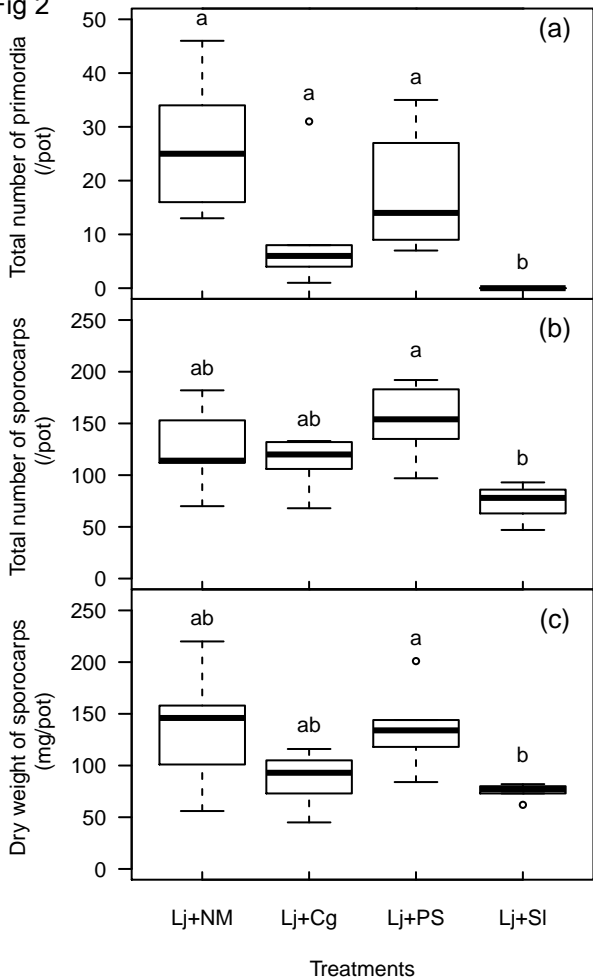 Fig 2
(a)
Total number of primordia
(/pot)
50
40
30
20
10
0
a
a
a
b
(b)
Total number of sporocarps
(/pot)
250
200
150
100
50
0
ab
ab
a
b
(c)
Dry weight of sporocarps
(mg/pot)
250
200
150
100
50
0
ab
ab
a
b
Lj+NM Lj+Cg Lj+PS Lj+Sl
Treatments